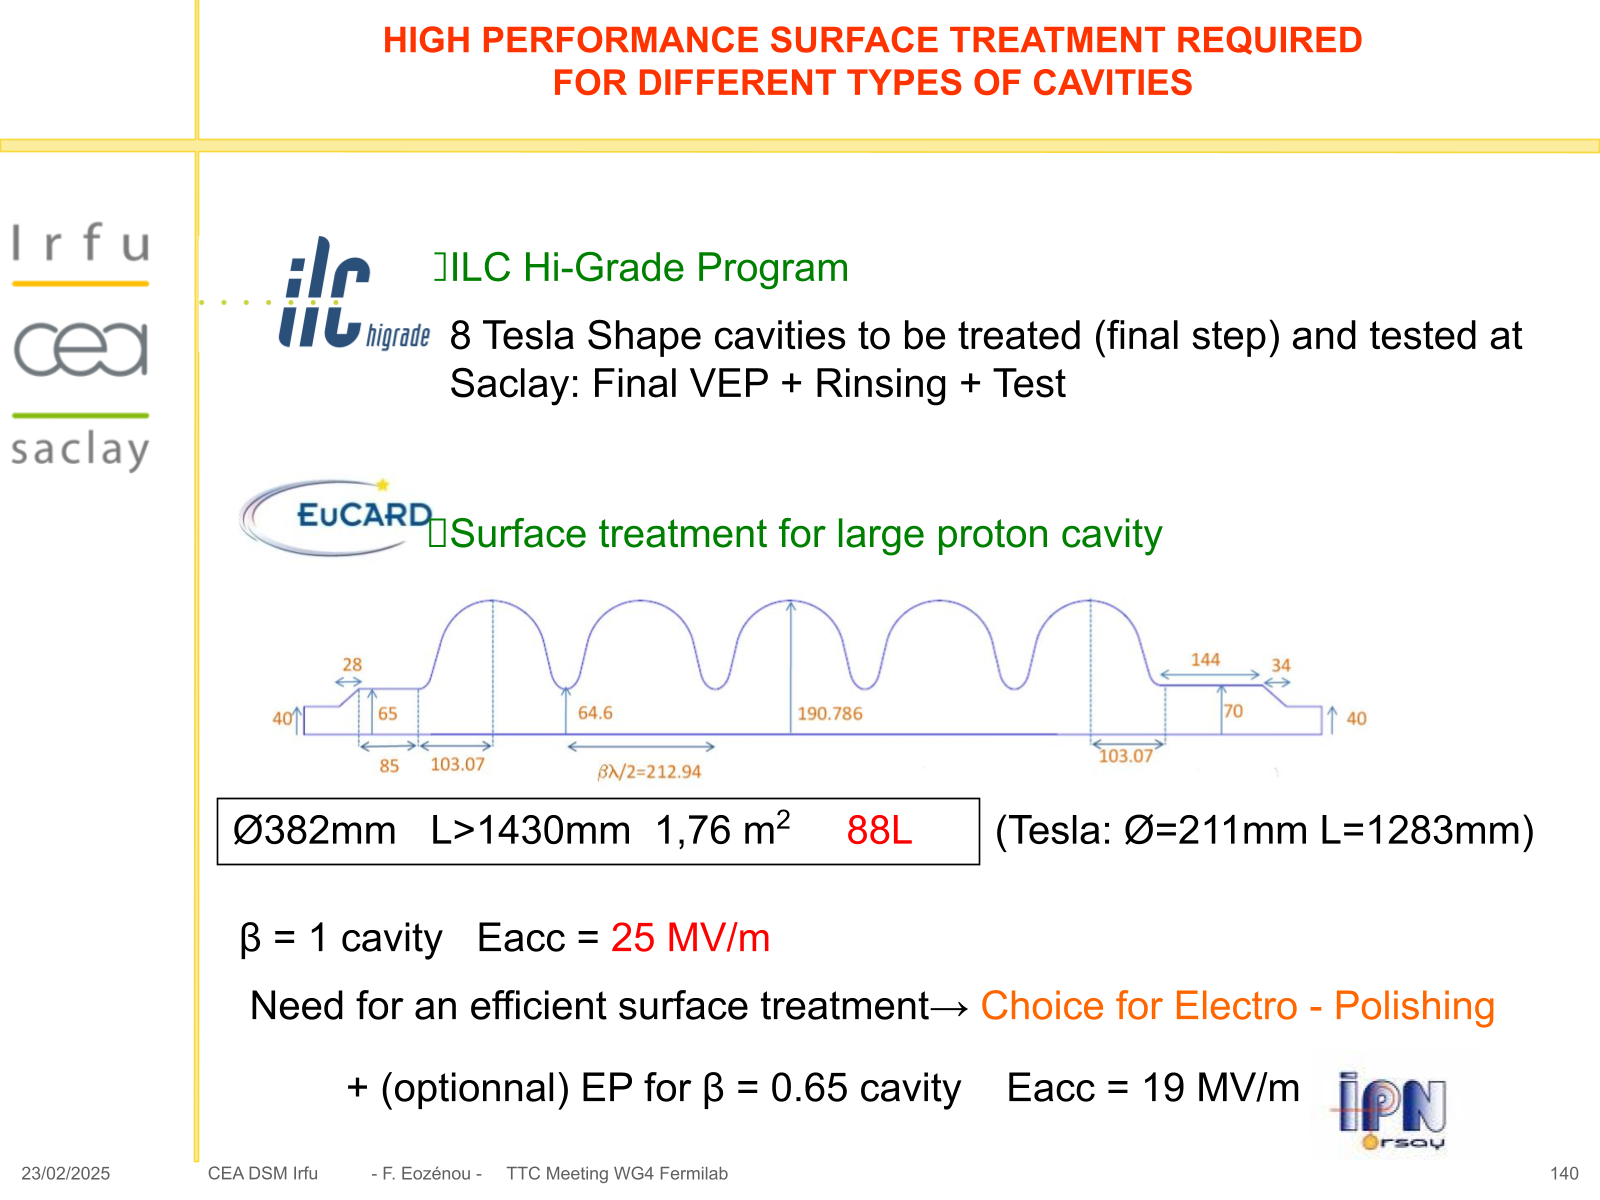 HIGH PERFORMANCE SURFACE TREATMENT REQUIRED
FOR DIFFERENT TYPES OF CAVITIES
Irfu
cea
saclay
ilc higrade
ILC Hi-Grade Program
8 Tesla Shape cavities to be treated (final step) and tested at
Saclay: Final VEP + Rinsing + Test
EuCARD
Surface treatment for large proton cavity
28
144
34
40
65
64.6
190.786
70
40
85
103.07
βλ/2=212.94
103.07
Ø382mm L>1430mm 1,76 m² 88L (Tesla: Ø=211mm L=1283mm)
β = 1 cavity Eacc = 25 MV/m
Need for an efficient surface treatment→ Choice for Electro - Polishing
+ (optionnal) EP for β = 0.65 cavity Eacc = 19 MV/m
iPN
Orsay
23/02/2025 CEA DSM Irfu - F. Eozénou - TTC Meeting WG4 Fermilab 140